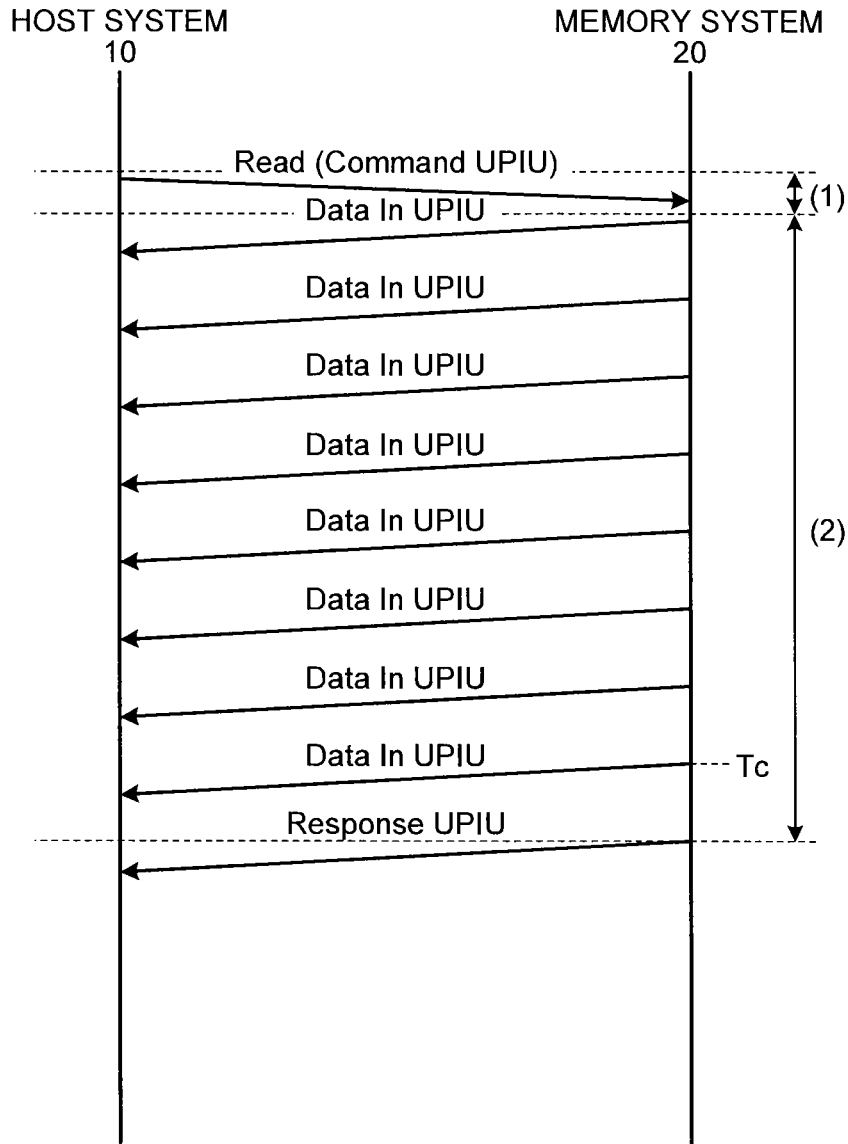 HOST SYSTEM
10
MEMORY SYSTEM
20
Read (Command UPIU)
(1)
Data In UPIU
Data In UPIU
Data In UPIU
Data In UPIU
Data In UPIU
(2)
Data In UPIU
Data In UPIU
Data In UPIU
Tc
Response UPIU